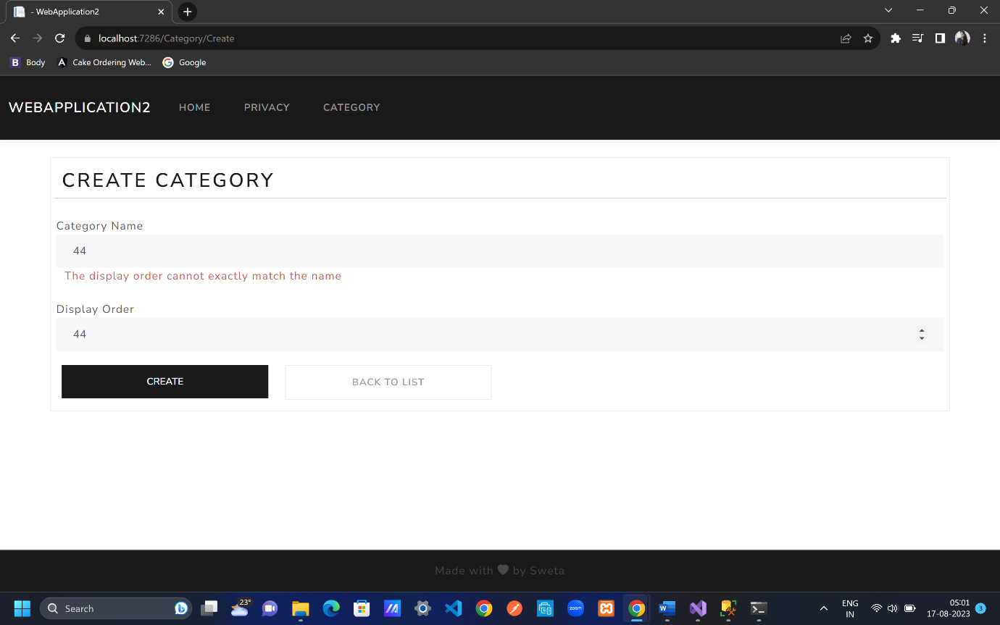 - WebApplication2
localhost:7286/Category/Create
B Body A Cake Ordering Web... G Google
WEBAPPLICATION2 HOME PRIVACY CATEGORY
CREATE CATEGORY
Category Name
44
The display order cannot exactly match the name
Display Order
44
CREATE BACK TO LIST
Made with 🖤 by Sweta
Search 23° zoom W ENG 05:01
IN 17-08-2023 3